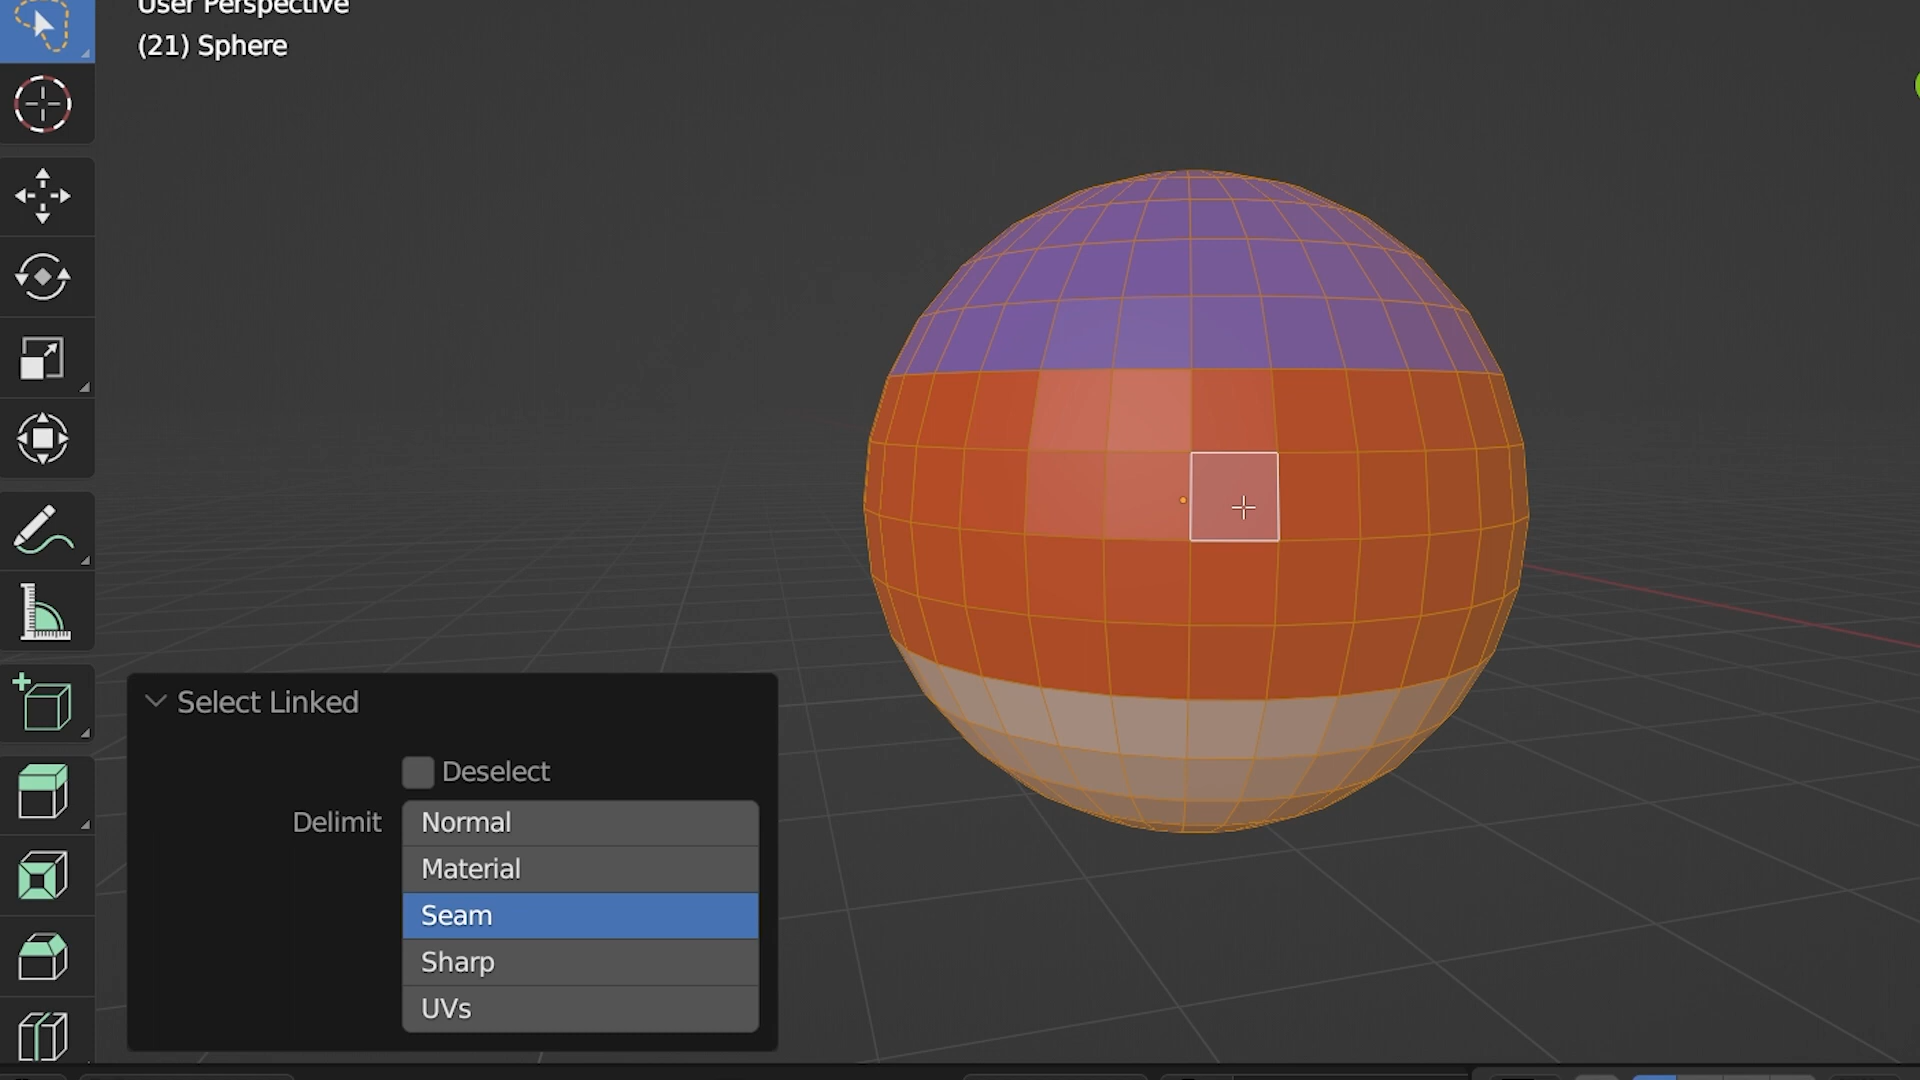 User Perspective
(21) Sphere
Select Linked
Deselect
Delimit
Normal
Material
Seam
Sharp
UVs